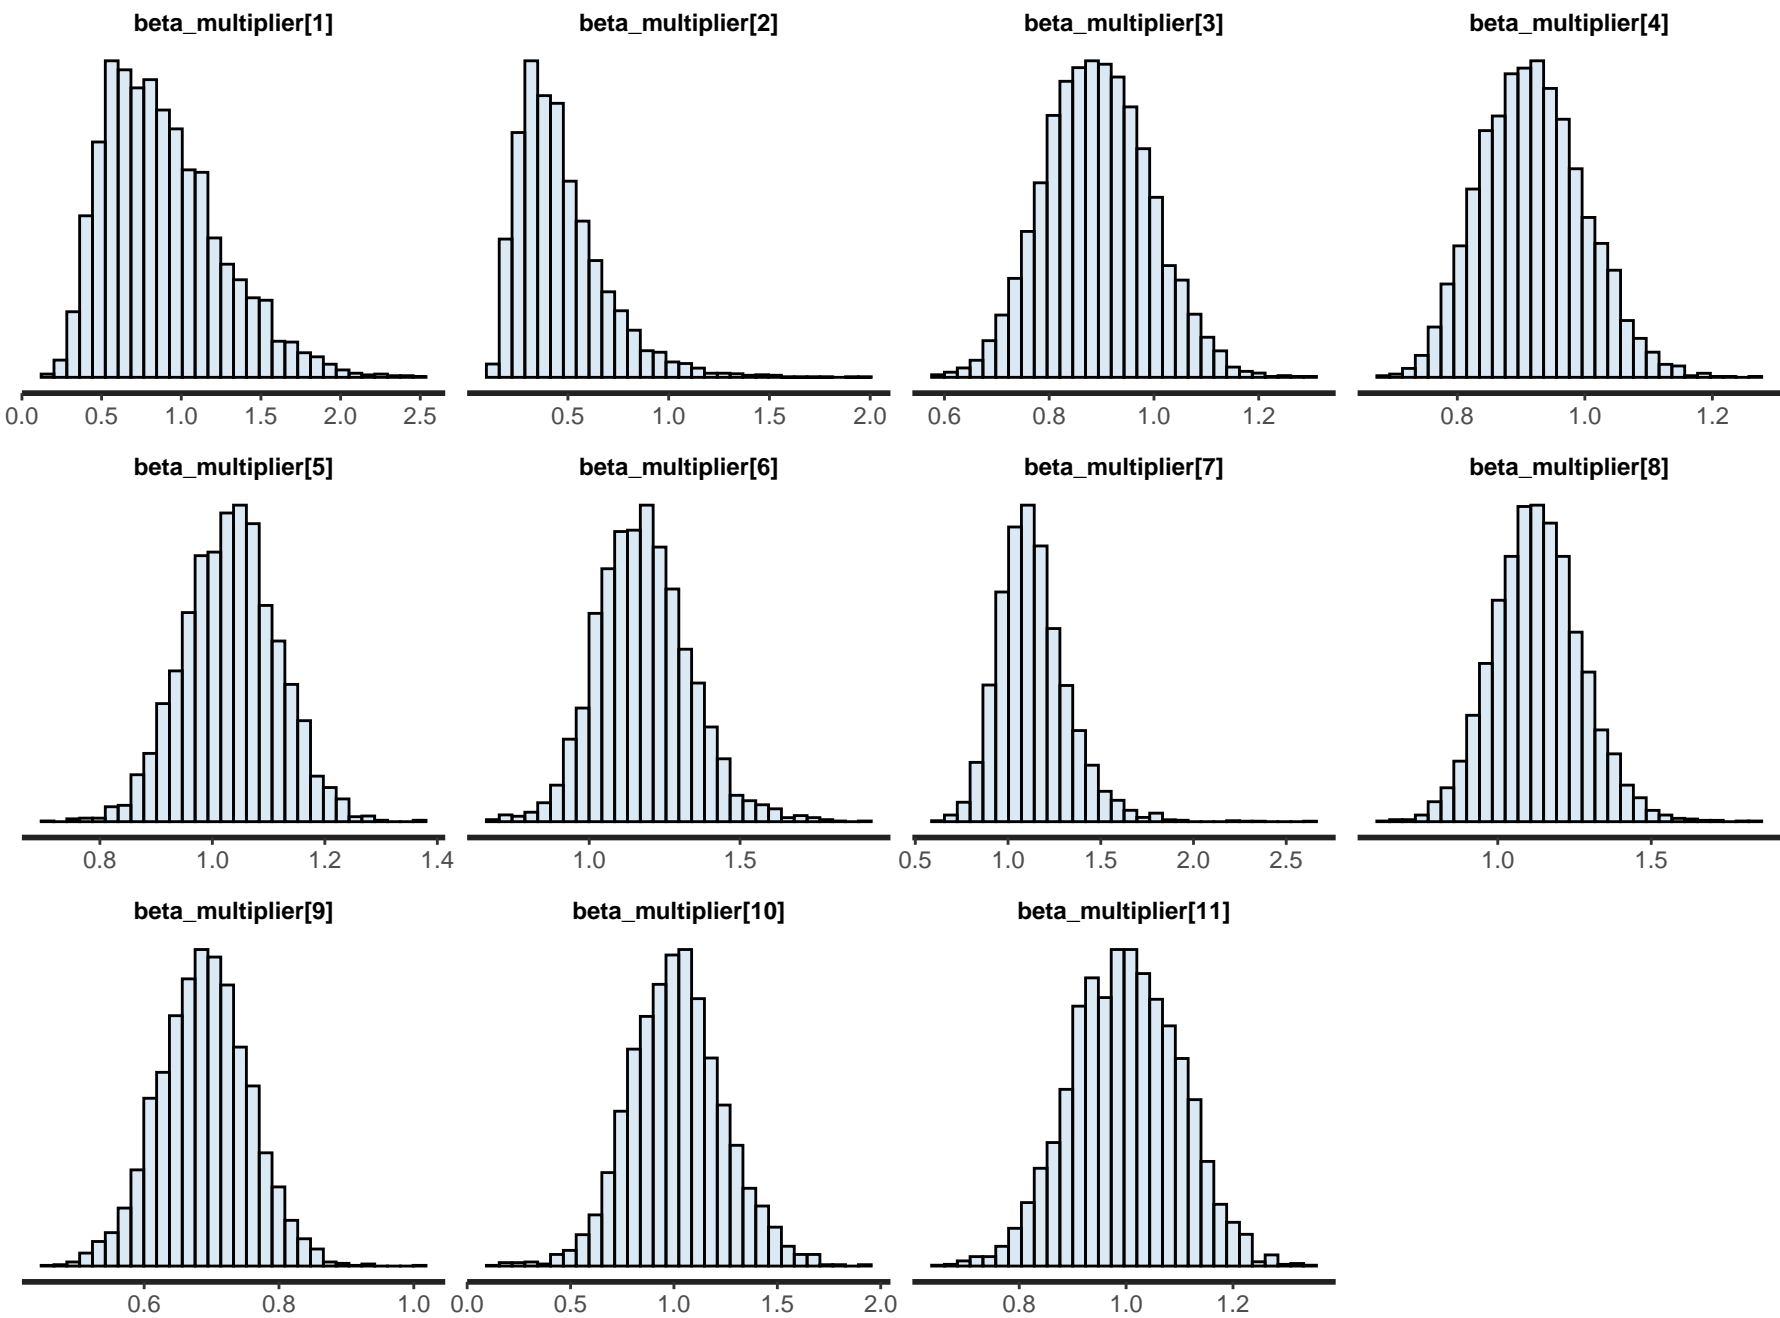 beta_multiplier[1] beta_multiplier[2] beta_multiplier[3] beta_multiplier[4]
0.0 0.5 1.0 1.5 2.0 2.5 0.5 1.0 1.5 2.0 0.6 0.8 1.0 1.2 0.8 1.0 1.2
beta_multiplier[5] beta_multiplier[6] beta_multiplier[7] beta_multiplier[8]
0.8 1.0 1.2 1.4 1.0 1.5 0.5 1.0 1.5 2.0 2.5 1.0 1.5
beta_multiplier[9] beta_multiplier[10] beta_multiplier[11]
0.6 0.8 1.0 0.0 0.5 1.0 1.5 2.0 0.8 1.0 1.2